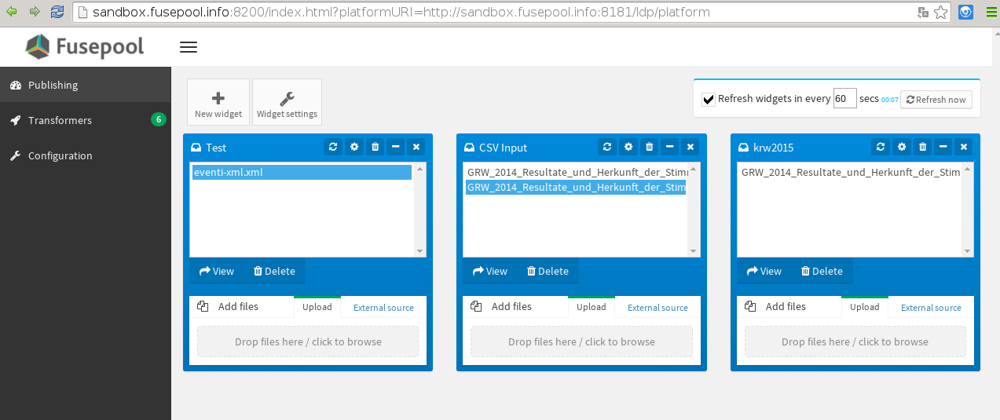 sandbox.fusepool.info:8200/index.html?platformURI=http://sandbox.fusepool.info:8181/ldp/platform
Fusepool
Publishing
Transformers 6
Configuration
New widget
Widget settings
Refresh widgets in every 60 secs 00:07 Refresh now
Test
eventi-xml.xml
View Delete
Add files Upload External source
Drop files here / click to browse
CSV Input
GRW_2014_Resultate_und_Herkunft_der_Stimm
GRW_2014_Resultate_und_Herkunft_der_Stim
View Delete
Add files Upload External source
Drop files here / click to browse
krw2015
GRW_2014_Resultate_und_Herkunft_der_Stim
View Delete
Add files Upload External source
Drop files here / click to browse